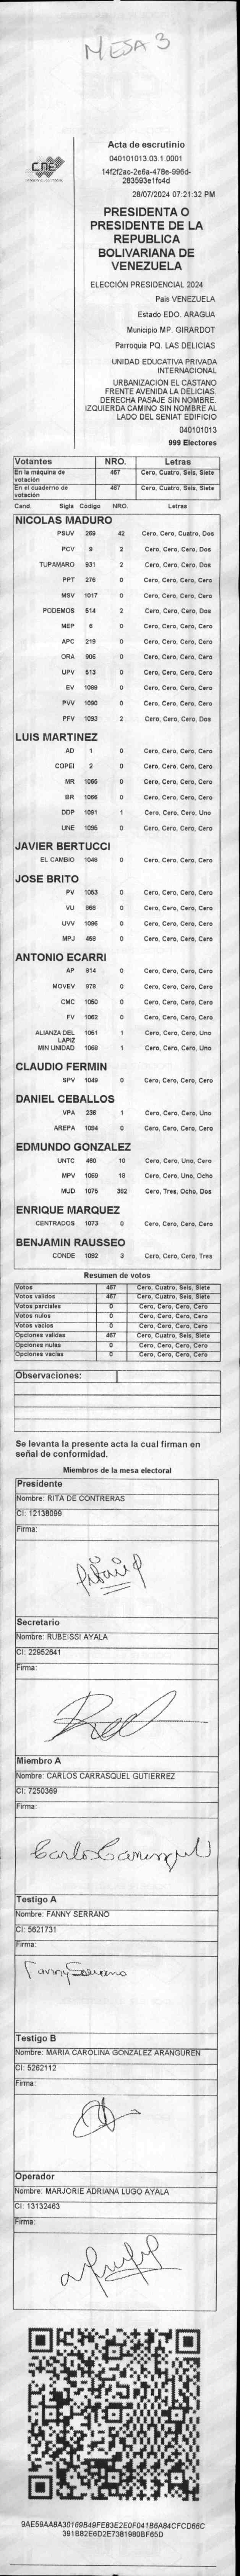 MESA 3
CNE
Acta de escrutinio
040101013.03.1.0001
14f2f2ac-2e6a-478e-996d-
283593e1fc4d
28/07/2024 07:21:32 PM
PRESIDENTA O
PRESIDENTE DE LA
REPUBLICA
BOLIVARIANA DE
VENEZUELA
ELECCIÓN PRESIDENCIAL 2024
Pais VENEZUELA
Estado EDO. ARAGUA
Municipio MP. GIRARDOT
Parroquia PQ. LAS DELICIAS
UNIDAD EDUCATIVA PRIVADA
INTERNACIONAL
URBANIZACION EL CASTANO
FRENTE AVENIDA LA DELICIAS.
DERECHA PASAJE SIN NOMBRE.
IZQUIERDA CAMINO SIN NOMBRE AL
LADO DEL SENIAT EDIFICIO
040101013
999 Electores
Votantes NRO. Letras
En la máquina de votación 467 Cero, Cuatro, Seis, Siete
En el cuaderno de votación 467 Cero, Cuatro, Seis, Siete
Cand. Sigla Código NRO. Letras
NICOLAS MADURO
PSUV 269 42 Cero, Cero, Cuatro, Dos
PCV 9 2 Cero, Cero, Cero, Dos
TUPAMARO 931 2 Cero, Cero, Cero, Dos
PPT 276 0 Cero, Cero, Cero, Cero
MSV 1017 0 Cero, Cero, Cero, Cero
PODEMOS 514 2 Cero, Cero, Cero, Dos
MEP 6 0 Cero, Cero, Cero, Cero
APC 219 0 Cero, Cero, Cero, Cero
ORA 906 0 Cero, Cero, Cero, Cero
UPV 513 0 Cero, Cero, Cero, Cero
EV 1089 0 Cero, Cero, Cero, Cero
PVV 1090 0 Cero, Cero, Cero, Cero
PFV 1093 2 Cero, Cero, Cero, Dos
LUIS MARTINEZ
AD 1 0 Cero, Cero, Cero, Cero
COPEI 2 0 Cero, Cero, Cero, Cero
MR 1065 0 Cero, Cero, Cero, Cero
BR 1066 0 Cero, Cero, Cero, Cero
DDP 1091 1 Cero, Cero, Cero, Uno
UNE 1095 0 Cero, Cero, Cero, Cero
JAVIER BERTUCCI
EL CAMBIO 1048 0 Cero, Cero, Cero, Cero
JOSE BRITO
PV 1053 0 Cero, Cero, Cero, Cero
VU 868 0 Cero, Cero, Cero, Cero
UVV 1096 0 Cero, Cero, Cero, Cero
MPJ 458 0 Cero, Cero, Cero, Cero
ANTONIO ECARRI
AP 914 0 Cero, Cero, Cero, Cero
MOVEV 978 0 Cero, Cero, Cero, Cero
CMC 1050 0 Cero, Cero, Cero, Cero
FV 1062 0 Cero, Cero, Cero, Cero
ALIANZA DEL LAPIZ 1051 1 Cero, Cero, Cero, Uno
MIN UNIDAD 1068 1 Cero, Cero, Cero, Uno
CLAUDIO FERMIN
SPV 1049 0 Cero, Cero, Cero, Cero
DANIEL CEBALLOS
VPA 236 1 Cero, Cero, Cero, Uno
AREPA 1094 0 Cero, Cero, Cero, Cero
EDMUNDO GONZALEZ
UNTC 460 10 Cero, Cero, Uno, Cero
MPV 1069 18 Cero, Cero, Uno, Ocho
MUD 1075 382 Cero, Tres, Ocho, Dos
ENRIQUE MARQUEZ
CENTRADOS 1073 0 Cero, Cero, Cero, Cero
BENJAMIN RAUSSEO
CONDE 1092 3 Cero, Cero, Cero, Tres
Resumen de votos
Votos 467 Cero, Cuatro, Seis, Siete
Votos validos 467 Cero, Cuatro, Seis, Siete
Votos parciales 0 Cero, Cero, Cero, Cero
Votos nulos 0 Cero, Cero, Cero, Cero
Votos vacios 0 Cero, Cero, Cero, Cero
Opciones validas 467 Cero, Cuatro, Seis, Siete
Opciones nulas 0 Cero, Cero, Cero, Cero
Opciones vacias 0 Cero, Cero, Cero, Cero
Observaciones:
Se levanta la presente acta la cual firman en
señal de conformidad.
Miembros de la mesa electoral
Presidente
Nombre: RITA DE CONTRERAS
CI: 12138099
Firma:
Secretario
Nombre: RUBEISSI AYALA
CI: 22952641
Firma:
Miembro A
Nombre: CARLOS CARRASQUEL GUTIERREZ
CI: 7250369
Firma:
Carlos Carrasquel
Testigo A
Nombre: FANNY SERRANO
CI: 5621731
Firma:
Fanny Serrano
Testigo B
Nombre: MARIA CAROLINA GONZALEZ ARANGUREN
CI: 5262112
Firma:
Operador
Nombre: MARJORIE ADRIANA LUGO AYALA
CI: 13132463
Firma:
9AE59AA8A30169B49FE83E2E0F041B6A84CFCD66C
391B82E6D2E7381980BF65D